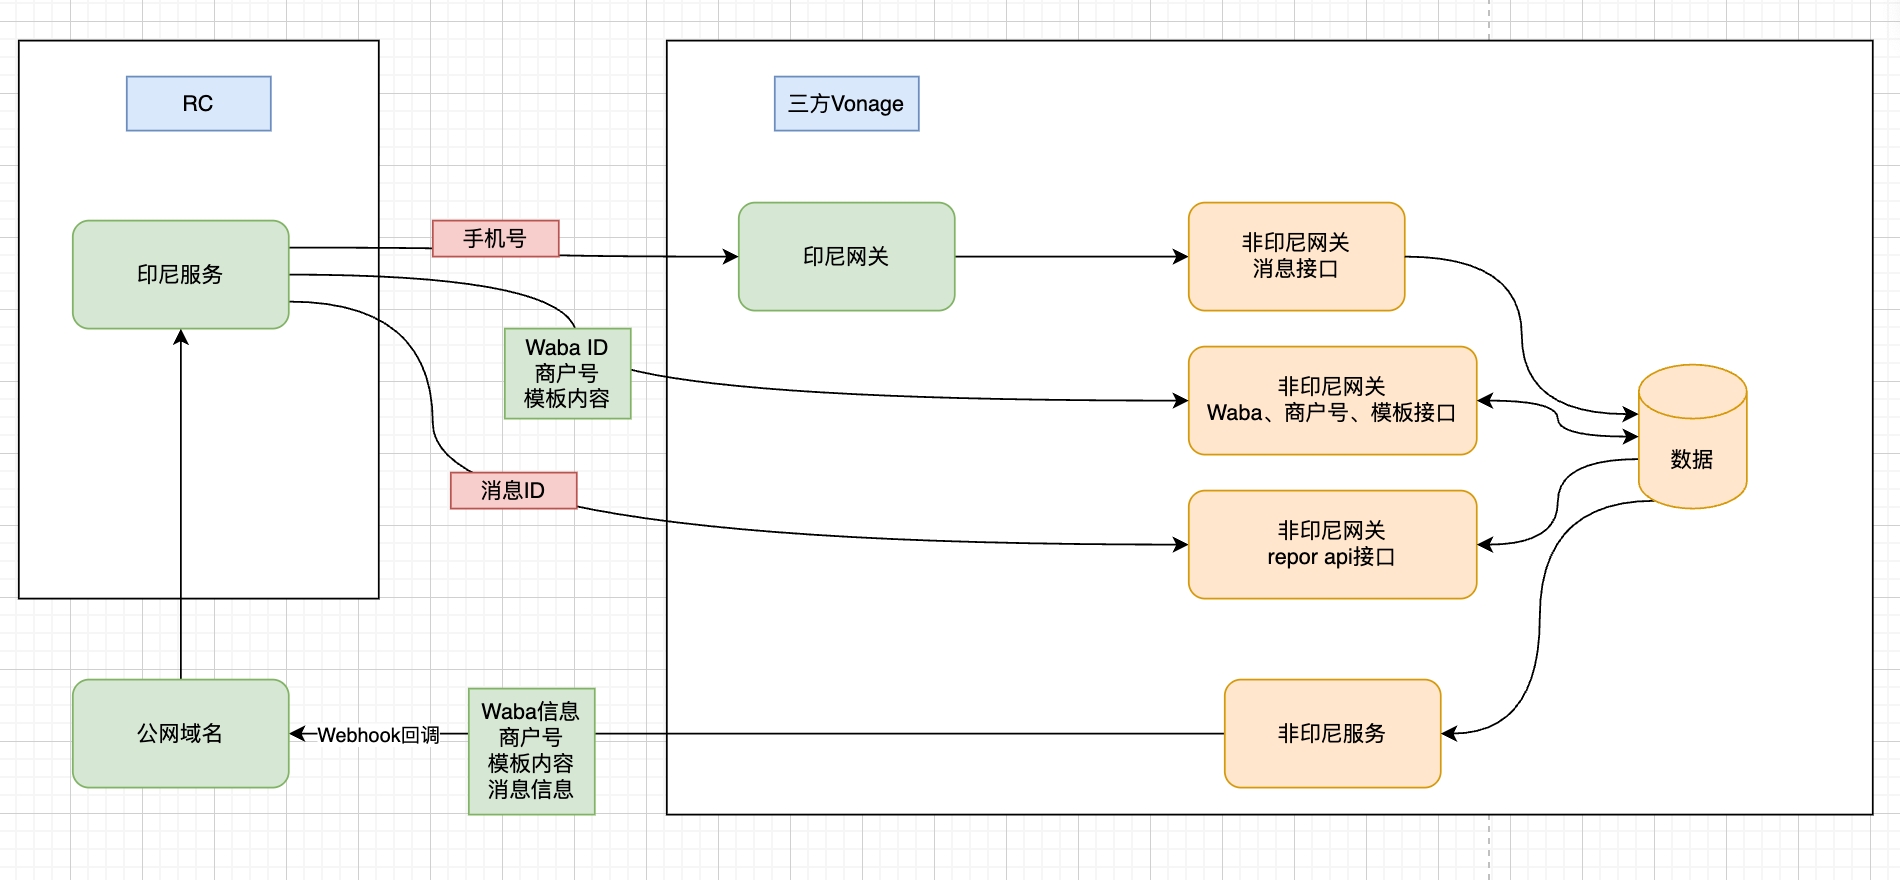 RC
三方Vonage
印尼服务
手机号
印尼网关
非印尼网关
消息接口
Waba ID
商户号
模板内容
非印尼网关
Waba、商户号、模板接口
数据
消息ID
非印尼网关
repor api接口
公网域名
Webhook回调
Waba信息
商户号
模板内容
消息信息
非印尼服务